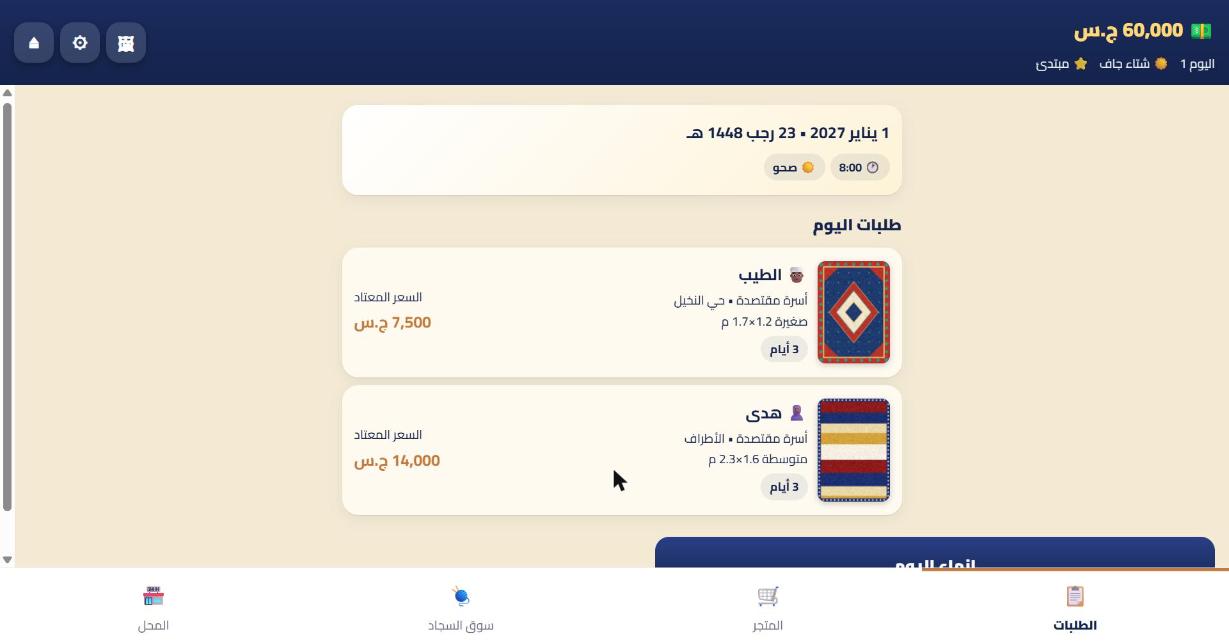 60,000 ج.س
اليوم 1 شتاء جاف مبتدئ
1 يناير 2027 • 23 رجب 1448 هـ
8:00 صحو
طلبات اليوم
الطيب
أسرة مقتصدة • حي النخيل
صغيرة 1.2×1.7 م
3 أيام
السعر المعتاد
7,500 ج.س
هدى
أسرة مقتصدة • الأطراف
متوسطة 1.6×2.3 م
3 أيام
السعر المعتاد
14,000 ج.س
إنهاء اليوم
الطلبات
المتجر
سوق السجاد
المحل